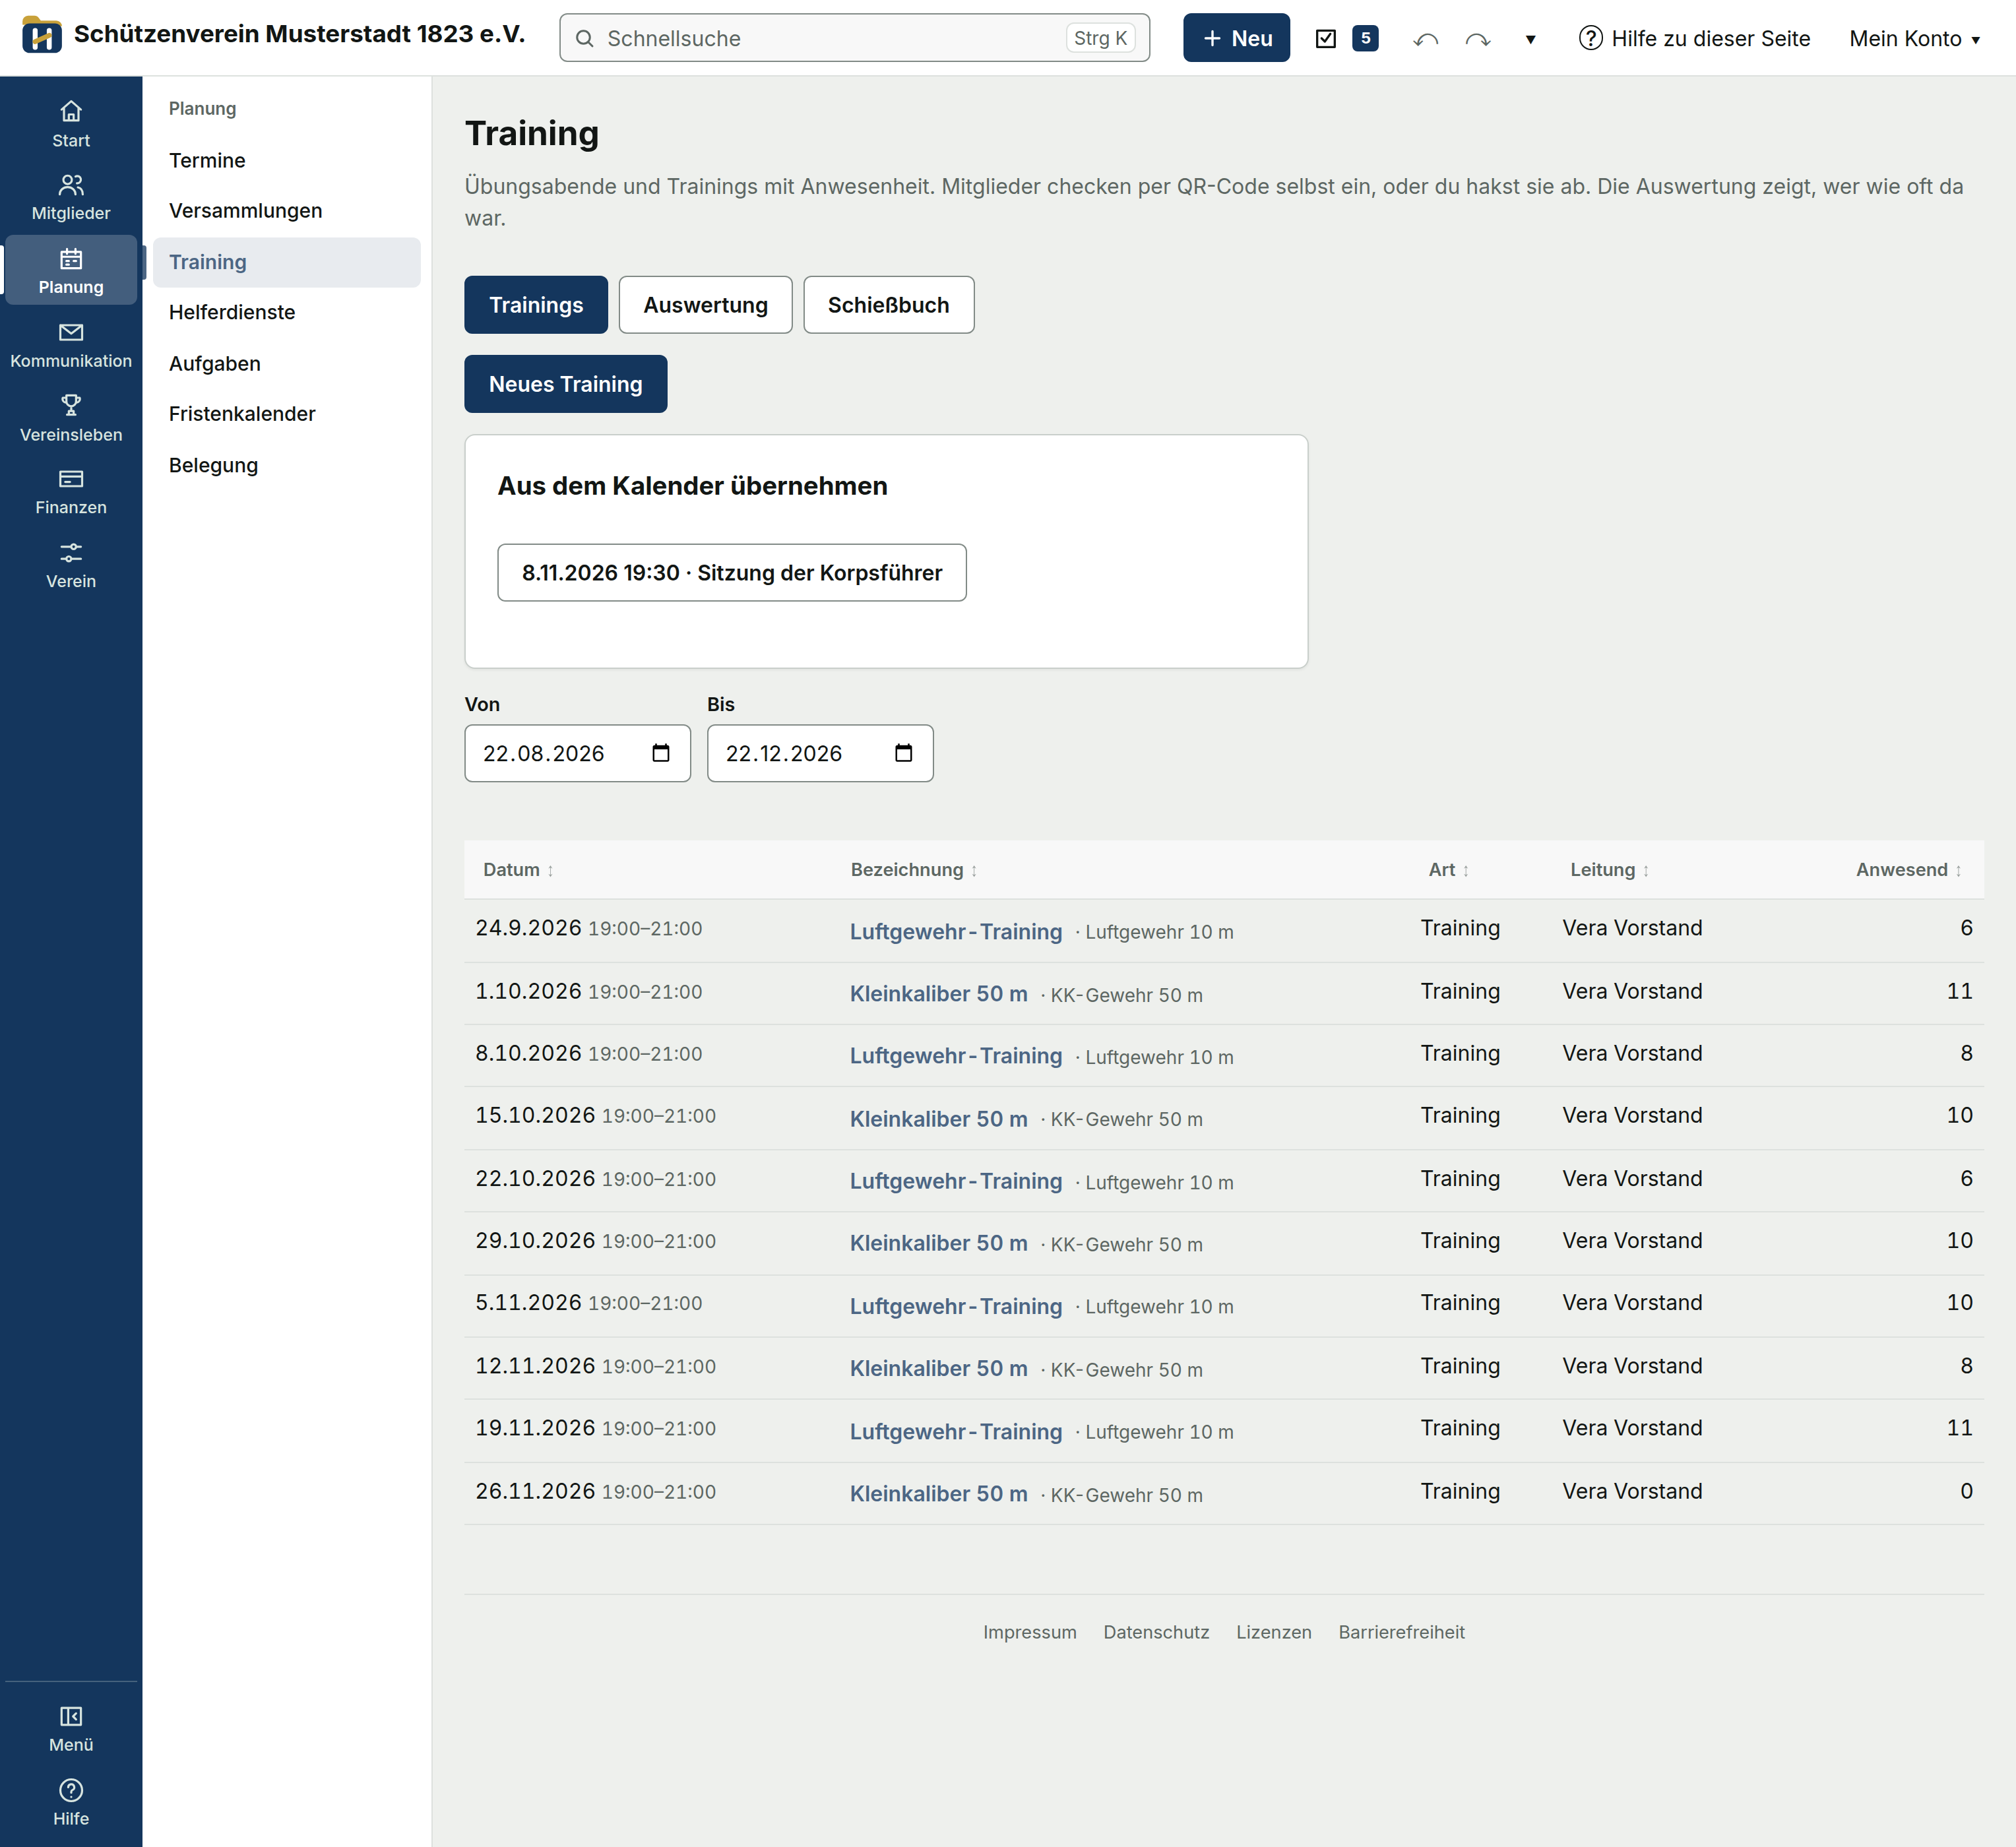 Schützenverein Musterstadt 1823 e.V.
Schnellsuche
Strg K
+ Neu
5
Hilfe zu dieser Seite
Mein Konto
Start
Mitglieder
Planung
Kommunikation
Vereinsleben
Finanzen
Verein
Menü
Hilfe
Planung
Termine
Versammlungen
Training
Helferdienste
Aufgaben
Fristenkalender
Belegung
Training
Übungsabende und Trainings mit Anwesenheit. Mitglieder checken per QR-Code selbst ein, oder du hakst sie ab. Die Auswertung zeigt, wer wie oft da
war.
Trainings Auswertung Schießbuch
Neues Training
Aus dem Kalender übernehmen
8.11.2026 19:30 · Sitzung der Korpsführer
Von Bis
22.08.2026 22.12.2026
Datum Bezeichnung Art Leitung Anwesend
24.9.2026 19:00–21:00 Luftgewehr-Training · Luftgewehr 10 m Training Vera Vorstand 6
1.10.2026 19:00–21:00 Kleinkaliber 50 m · KK-Gewehr 50 m Training Vera Vorstand 11
8.10.2026 19:00–21:00 Luftgewehr-Training · Luftgewehr 10 m Training Vera Vorstand 8
15.10.2026 19:00–21:00 Kleinkaliber 50 m · KK-Gewehr 50 m Training Vera Vorstand 10
22.10.2026 19:00–21:00 Luftgewehr-Training · Luftgewehr 10 m Training Vera Vorstand 6
29.10.2026 19:00–21:00 Kleinkaliber 50 m · KK-Gewehr 50 m Training Vera Vorstand 10
5.11.2026 19:00–21:00 Luftgewehr-Training · Luftgewehr 10 m Training Vera Vorstand 10
12.11.2026 19:00–21:00 Kleinkaliber 50 m · KK-Gewehr 50 m Training Vera Vorstand 8
19.11.2026 19:00–21:00 Luftgewehr-Training · Luftgewehr 10 m Training Vera Vorstand 11
26.11.2026 19:00–21:00 Kleinkaliber 50 m · KK-Gewehr 50 m Training Vera Vorstand 0
Impressum Datenschutz Lizenzen Barrierefreiheit